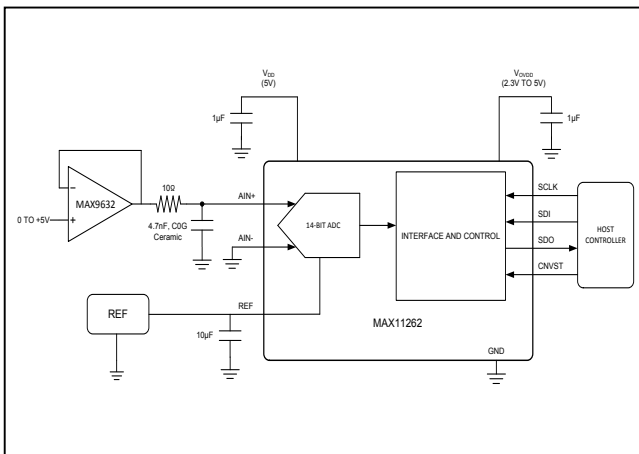 VDD
(5V)
VOVDD
(2.3V TO 5V)
1µF
1µF
MAX9632
0 TO +5V
10Ω
4.7nF, C0G
Ceramic
AIN+
AIN-
14-BIT ADC
INTERFACE AND CONTROL
SCLK
SDI
SDO
CNVST
HOST
CONTROLLER
REF
REF
10µF
MAX11262
GND